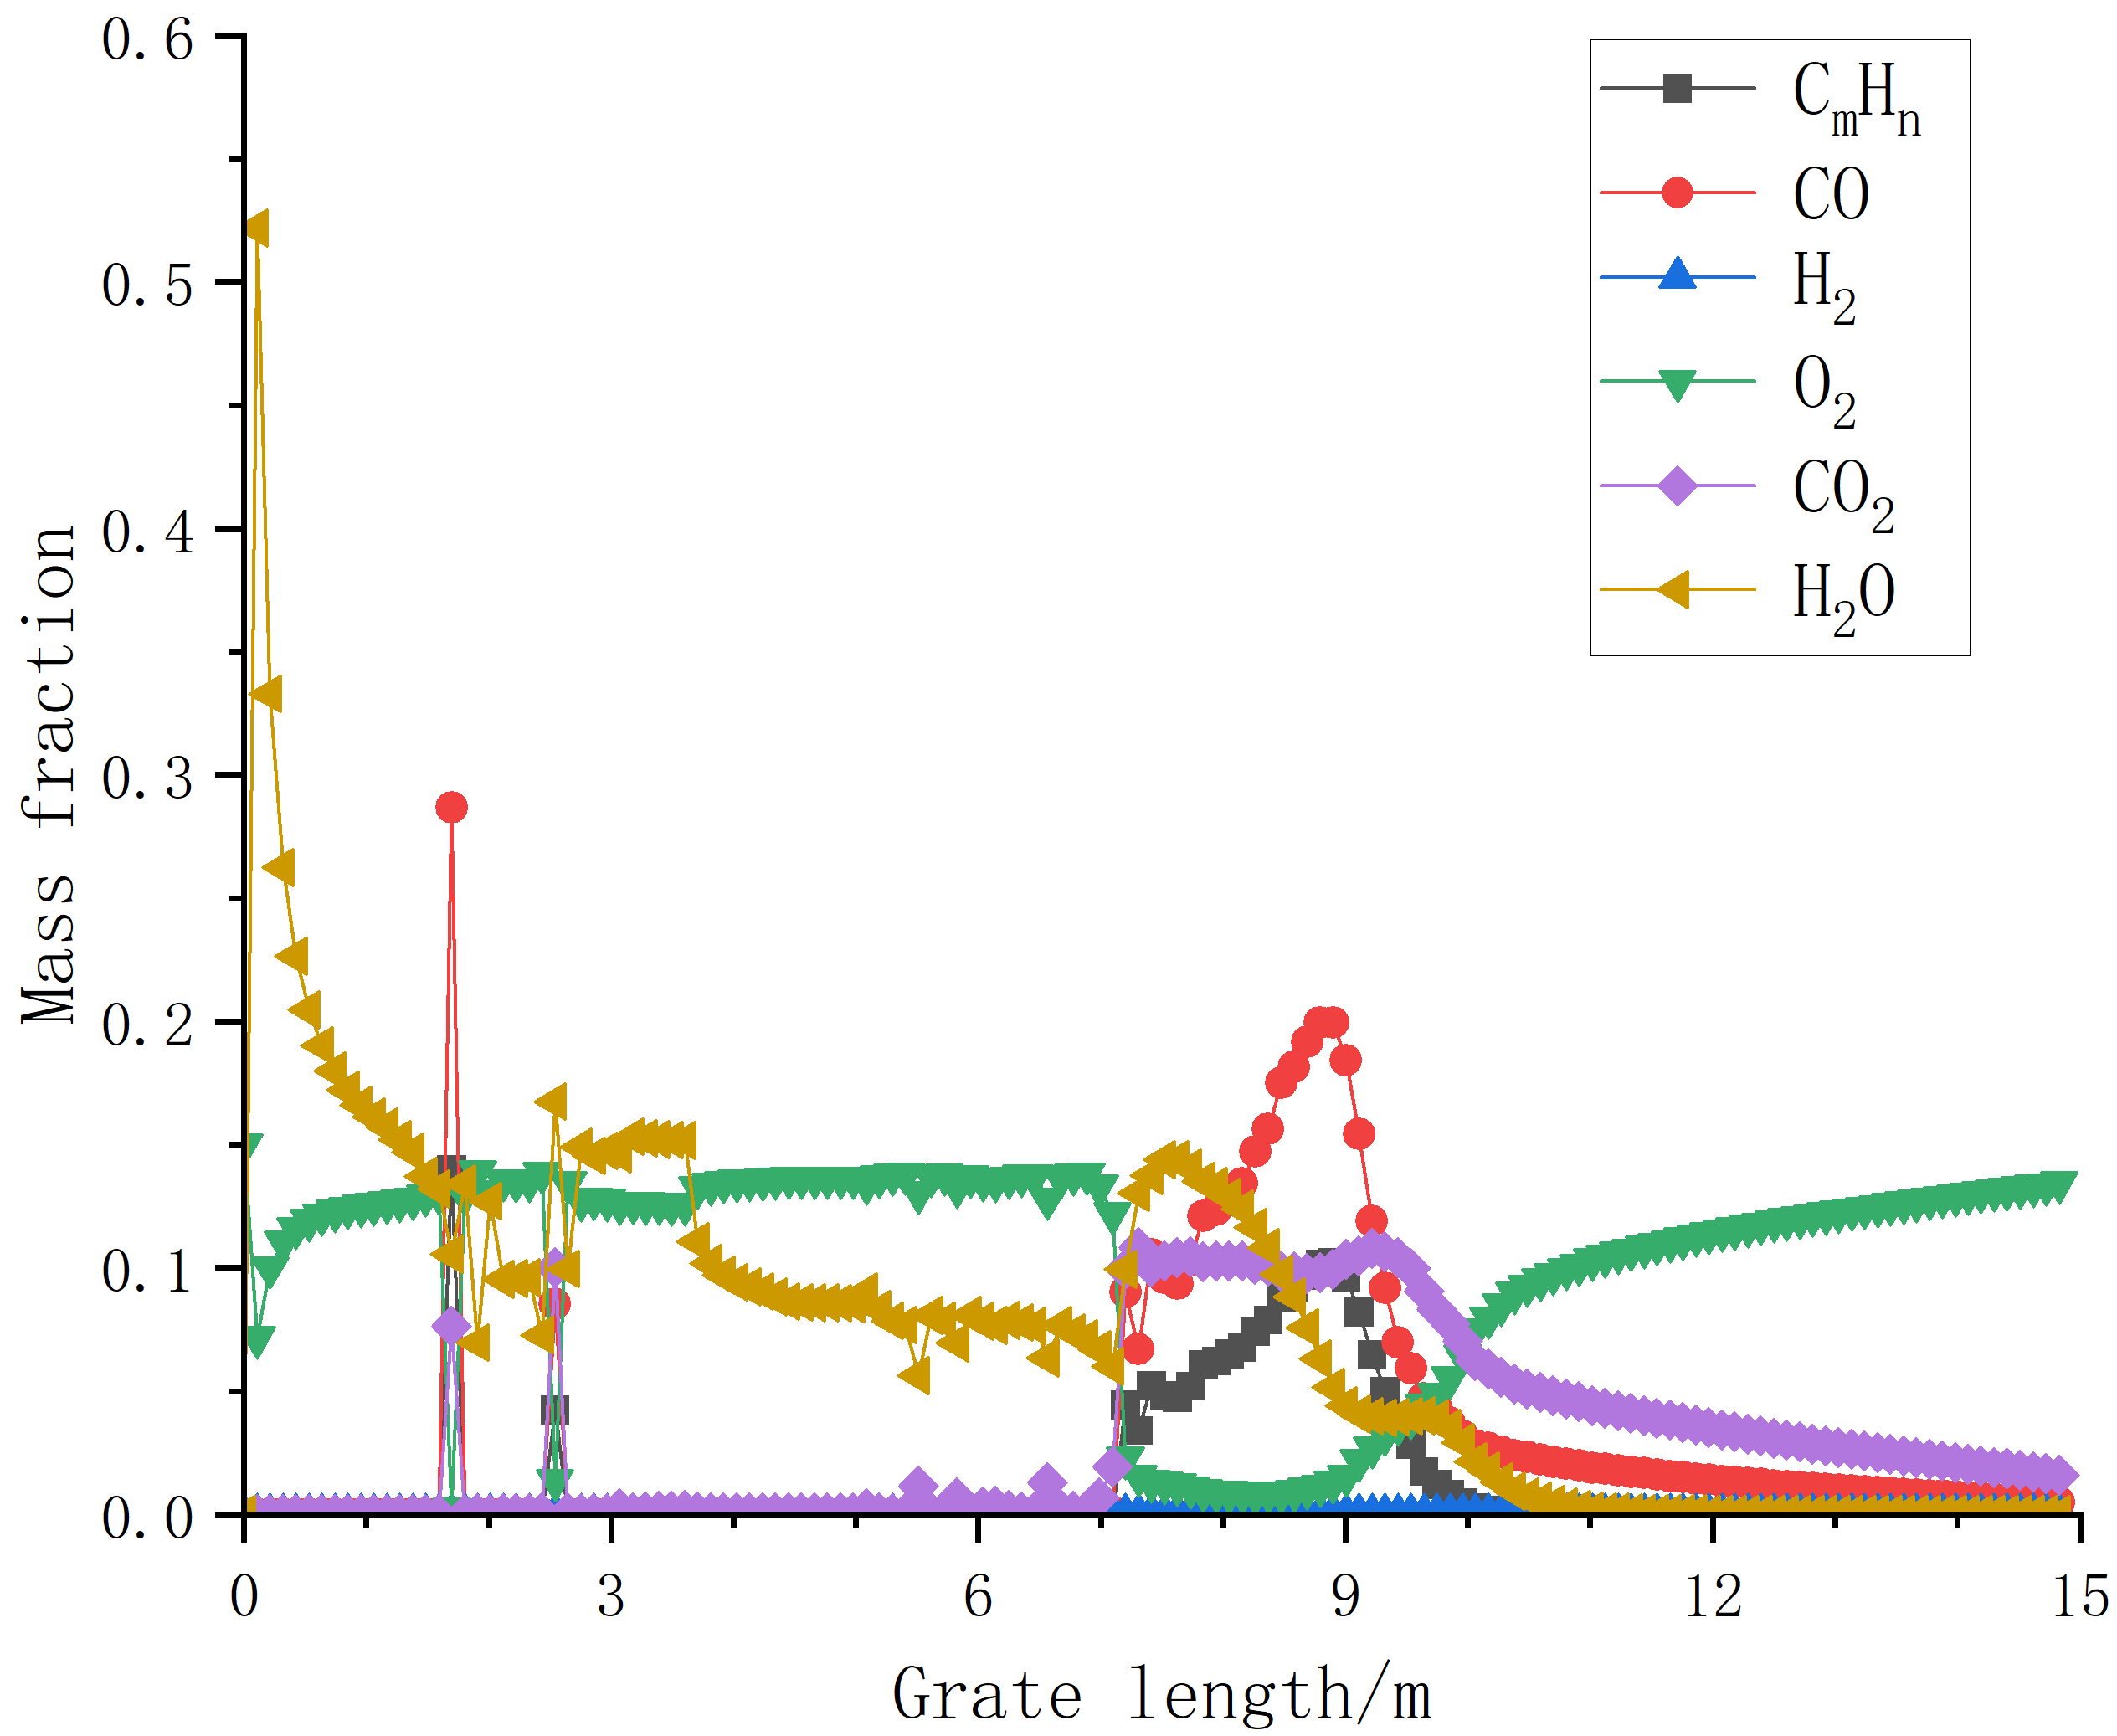 0.6
0.5
0.4
0.3
0.2
0.1
0.0
Mass fraction
0 3 6 9 12 15
Grate length/m
CmHn
CO
H2
O2
CO2
H2O